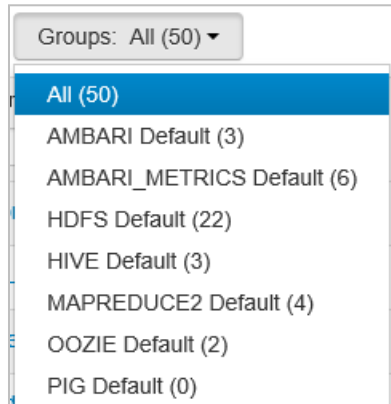 Groups: All (50)
All (50)
AMBARI Default (3)
AMBARI_METRICS Default (6)
HDFS Default (22)
HIVE Default (3)
MAPREDUCE2 Default (4)
OOZIE Default (2)
PIG Default (0)